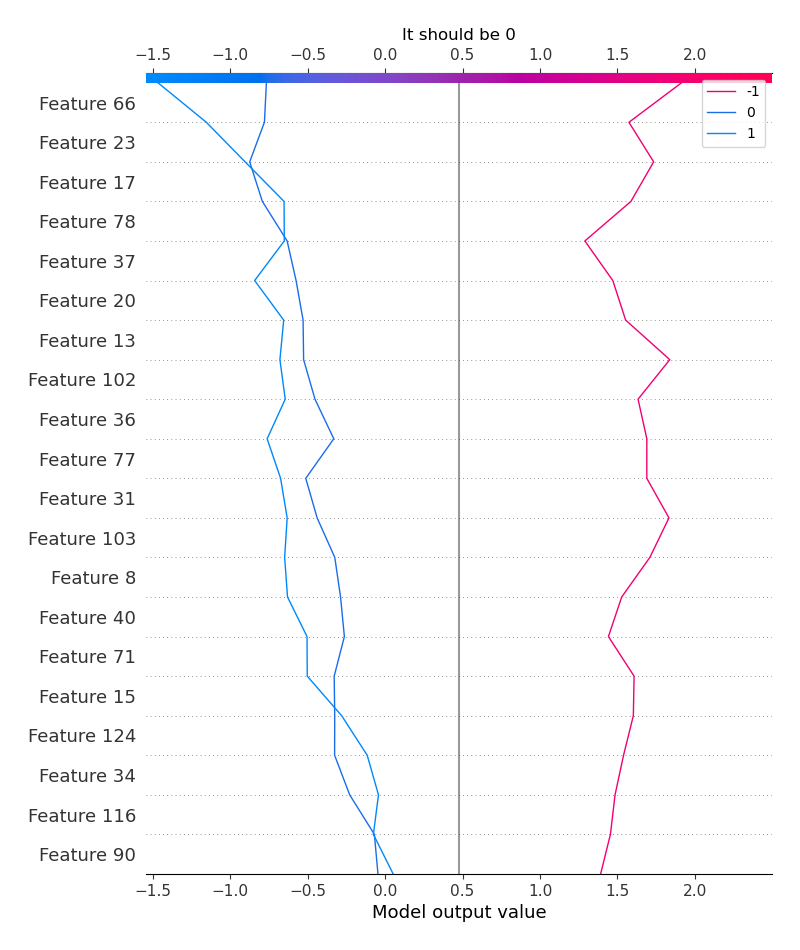 It should be 0
−1.5 −1.0 −0.5 0.0 0.5 1.0 1.5 2.0
-1
0
1
Feature 66
Feature 23
Feature 17
Feature 78
Feature 37
Feature 20
Feature 13
Feature 102
Feature 36
Feature 77
Feature 31
Feature 103
Feature 8
Feature 40
Feature 71
Feature 15
Feature 124
Feature 34
Feature 116
Feature 90
−1.5 −1.0 −0.5 0.0 0.5 1.0 1.5 2.0
Model output value